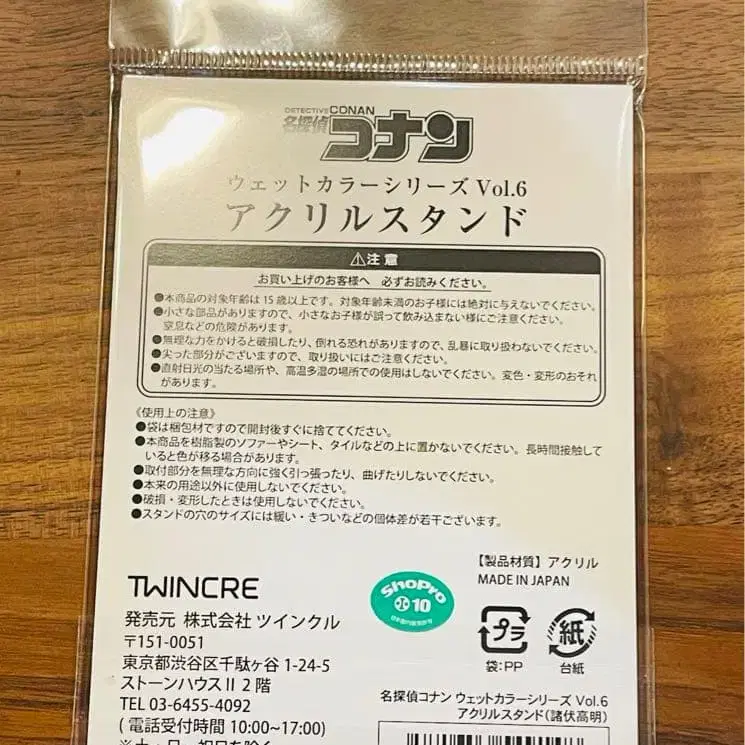 DETECTIVE CONAN
名探偵コナン
ウェットカラーシリーズ Vol.6
アクリルスタンド
⚠注意
お買い上げのお客様へ 必ずお読みください。
●本商品の対象年齢は15歳以上です。対象年齢未満のお子様には絶対に与えないでください。
●小さな部品がありますので、小さなお子様が誤って飲み込まない様にご注意ください。
窒息などの危険があります。
●無理な力をかけると破損したり、倒れる恐れがありますので、乱暴に取り扱わないでください。
●尖った部分がございますので、取り扱いにはご注意ください。
●直射日光の当たる場所や、高温多湿の場所での使用はしないでください。変色・変形のおそれ
があります。
《使用上の注意》
●袋は梱包材ですので開封後すぐに捨ててください。
●本商品を樹脂製のソファーやシート、タイルなどの上に置かないでください。長時間接触して
いると色が移る場合があります。
●取付部分を無理な方向に強く引っ張ったり、曲げたりしないでください。
●本来の用途以外に使用しないでください。
●破損・変形したときは使用しないでください。
●スタンドの穴のサイズには緩い・きついなどの個体差が若干ございます。
【製品材質】アクリル
MADE IN JAPAN
TWINCRE
発売元 株式会社 ツインクル
〒151-0051
東京都渋谷区千駄ヶ谷 1-24-5
ストーンハウスⅡ 2階
TEL 03-6455-4092
(電話受付時間 10:00~17:00)
※土・日・祝日を除く
ShoPro
小 10
プラ
袋:PP
紙
台紙
名探偵コナン ウェットカラーシリーズ Vol.6
アクリルスタンド(諸伏高明)